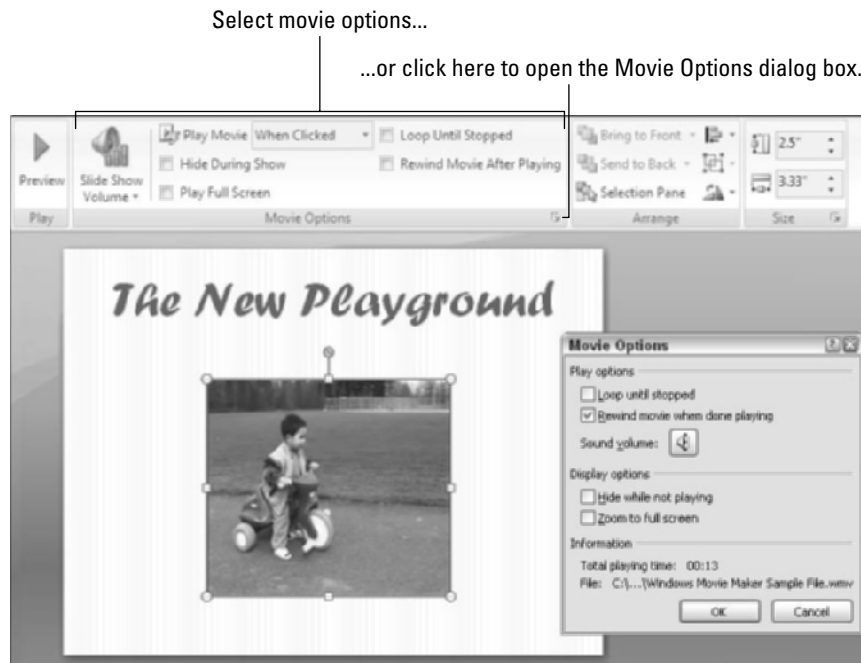 Select movie options...
...or click here to open the Movie Options dialog box.
Preview
Play
Slide Show
Volume
Play Movie When Clicked
Hide During Show
Play Full Screen
Loop Until Stopped
Rewind Movie After Playing
Movie Options
Bring to Front
Send to Back
Selection Pane
Arrange
2.5"
3.33"
Size
The New Playground
Movie Options
Play options
Loop until stopped
Rewind movie when done playing
Sound volume:
Display options
Hide while not playing
Zoom to full screen
Information
Total playing time: 00:13
File: C:\...\Windows Movie Maker Sample File.wmv
OK Cancel